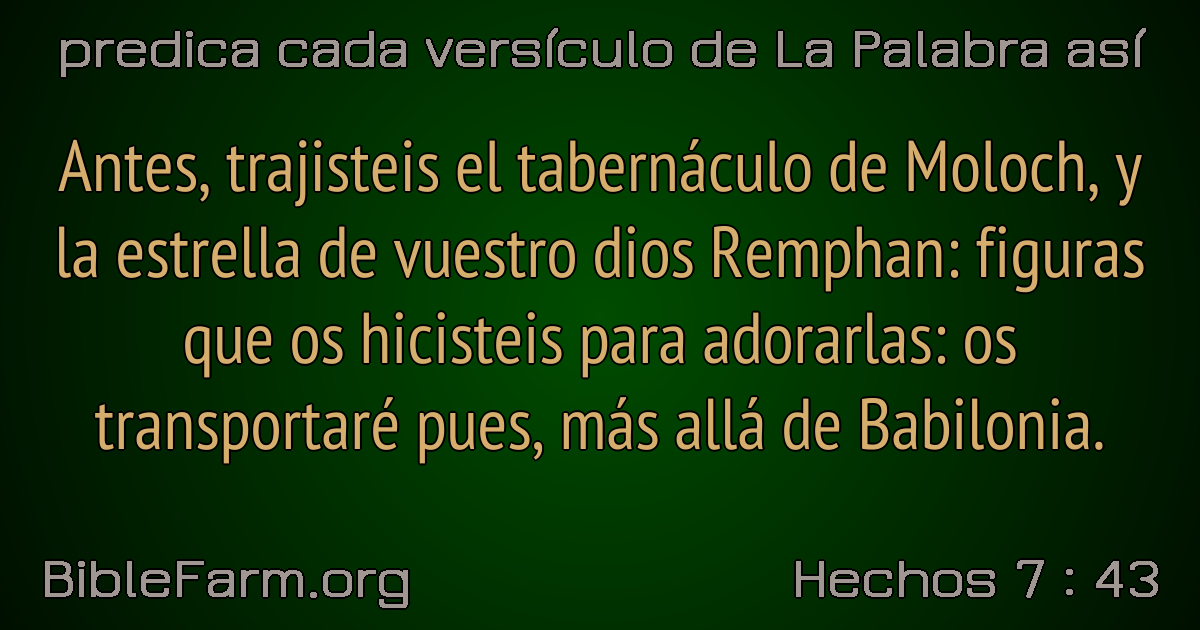 predica cada versículo de La Palabra así
Antes, trajisteis el tabernáculo de Moloch, y
la estrella de vuestro dios Remphan: figuras
que os hicisteis para adorarlas: os
transportaré pues, más allá de Babilonia.
BibleFarm.org
Hechos 7 : 43